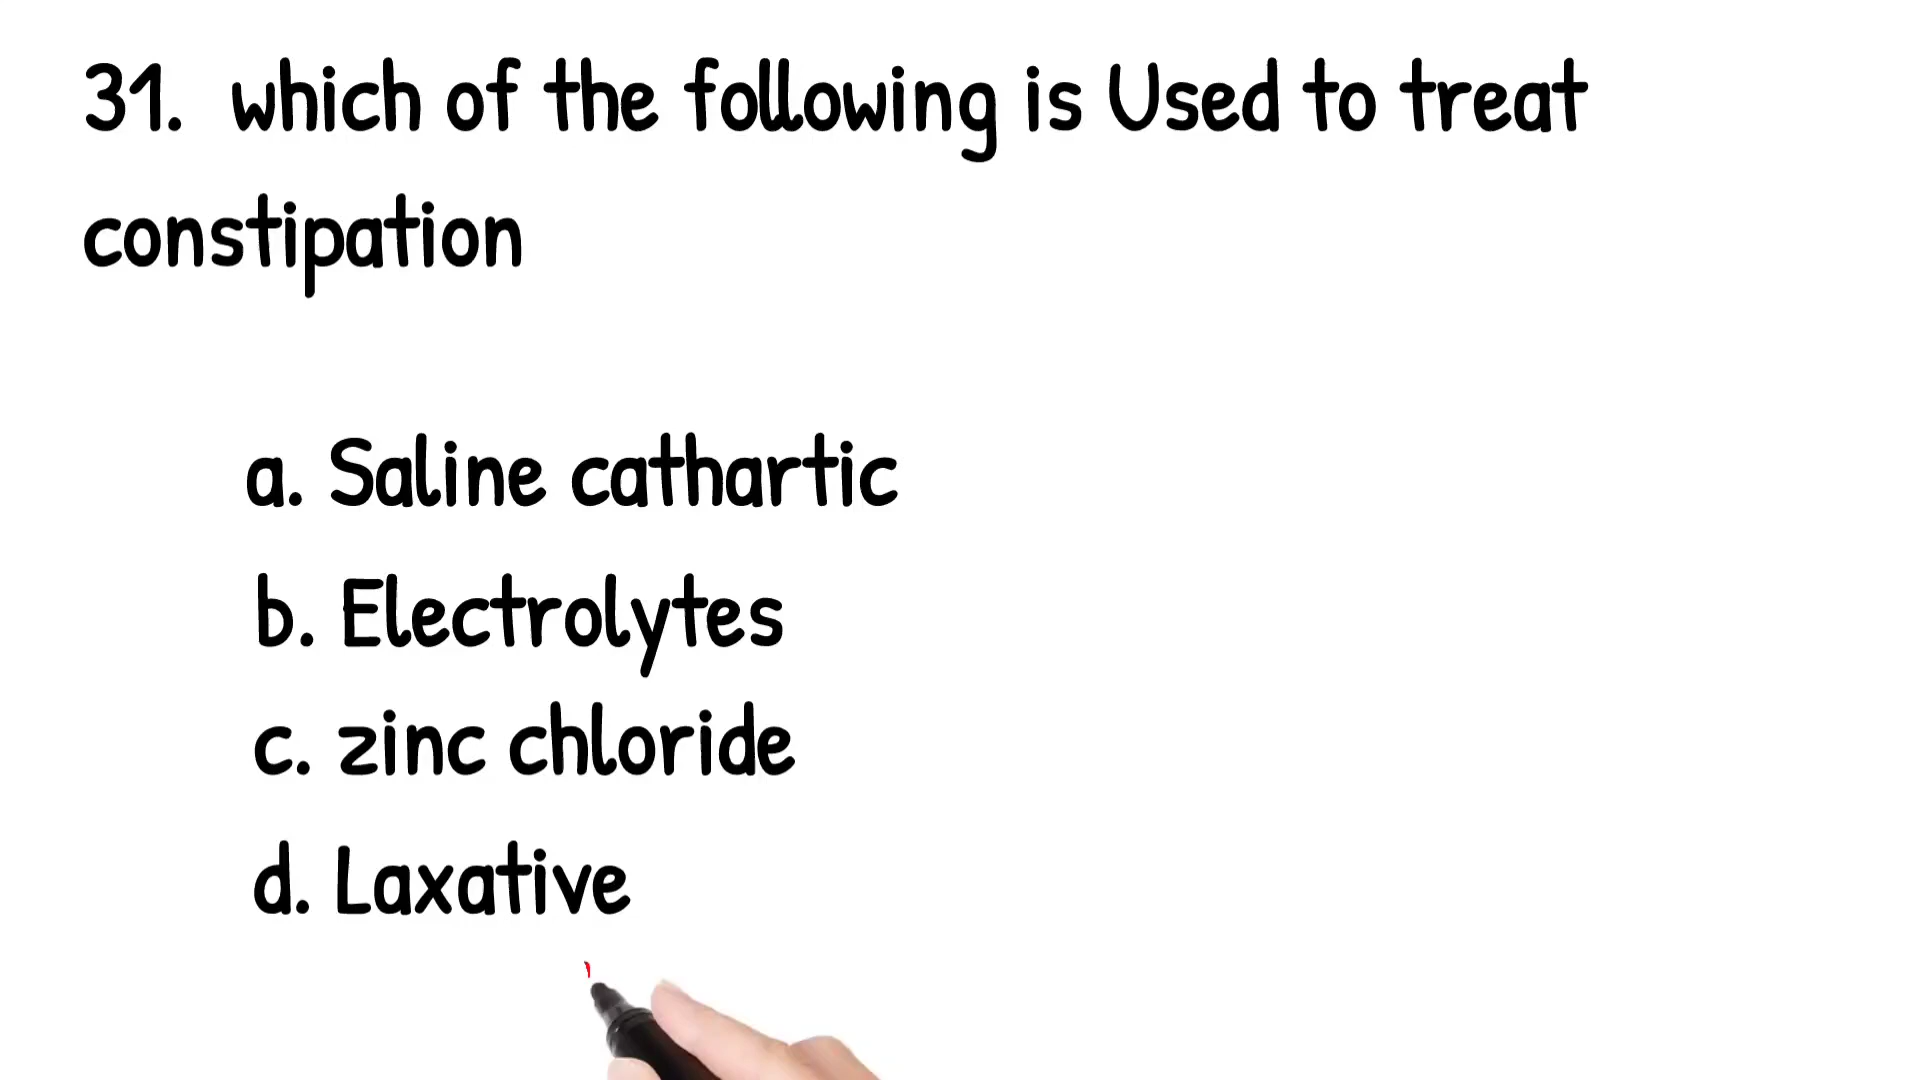 31. which of the following is Used to treat
constipation
a. Saline cathartic
b. Electrolytes
c. zinc chloride
d. Laxative